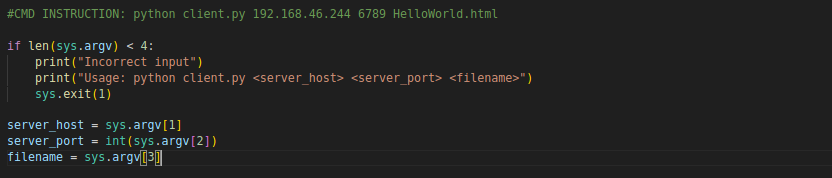 #CMD INSTRUCTION: python client.py 192.168.46.244 6789 HelloWorld.html
if len(sys.argv) < 4:
    print("Incorrect input")
    print("Usage: python client.py <server_host> <server_port> <filename>")
    sys.exit(1)
server_host = sys.argv[1]
server_port = int(sys.argv[2])
filename = sys.argv[3]